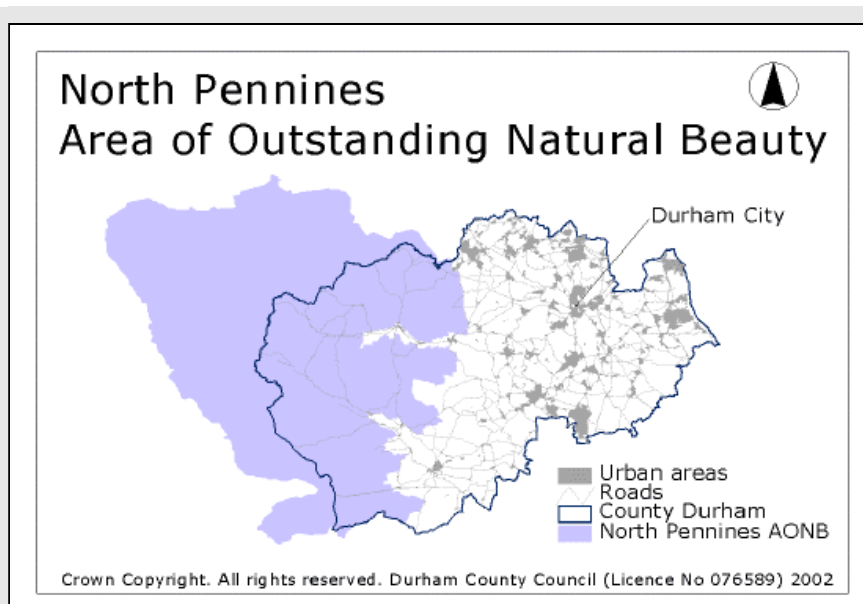 North Pennines
Area of Outstanding Natural Beauty
Durham City
Urban areas
Roads
County Durham
North Pennines AONB
Crown Copyright. All rights reserved. Durham County Council (Licence No 076589) 2002